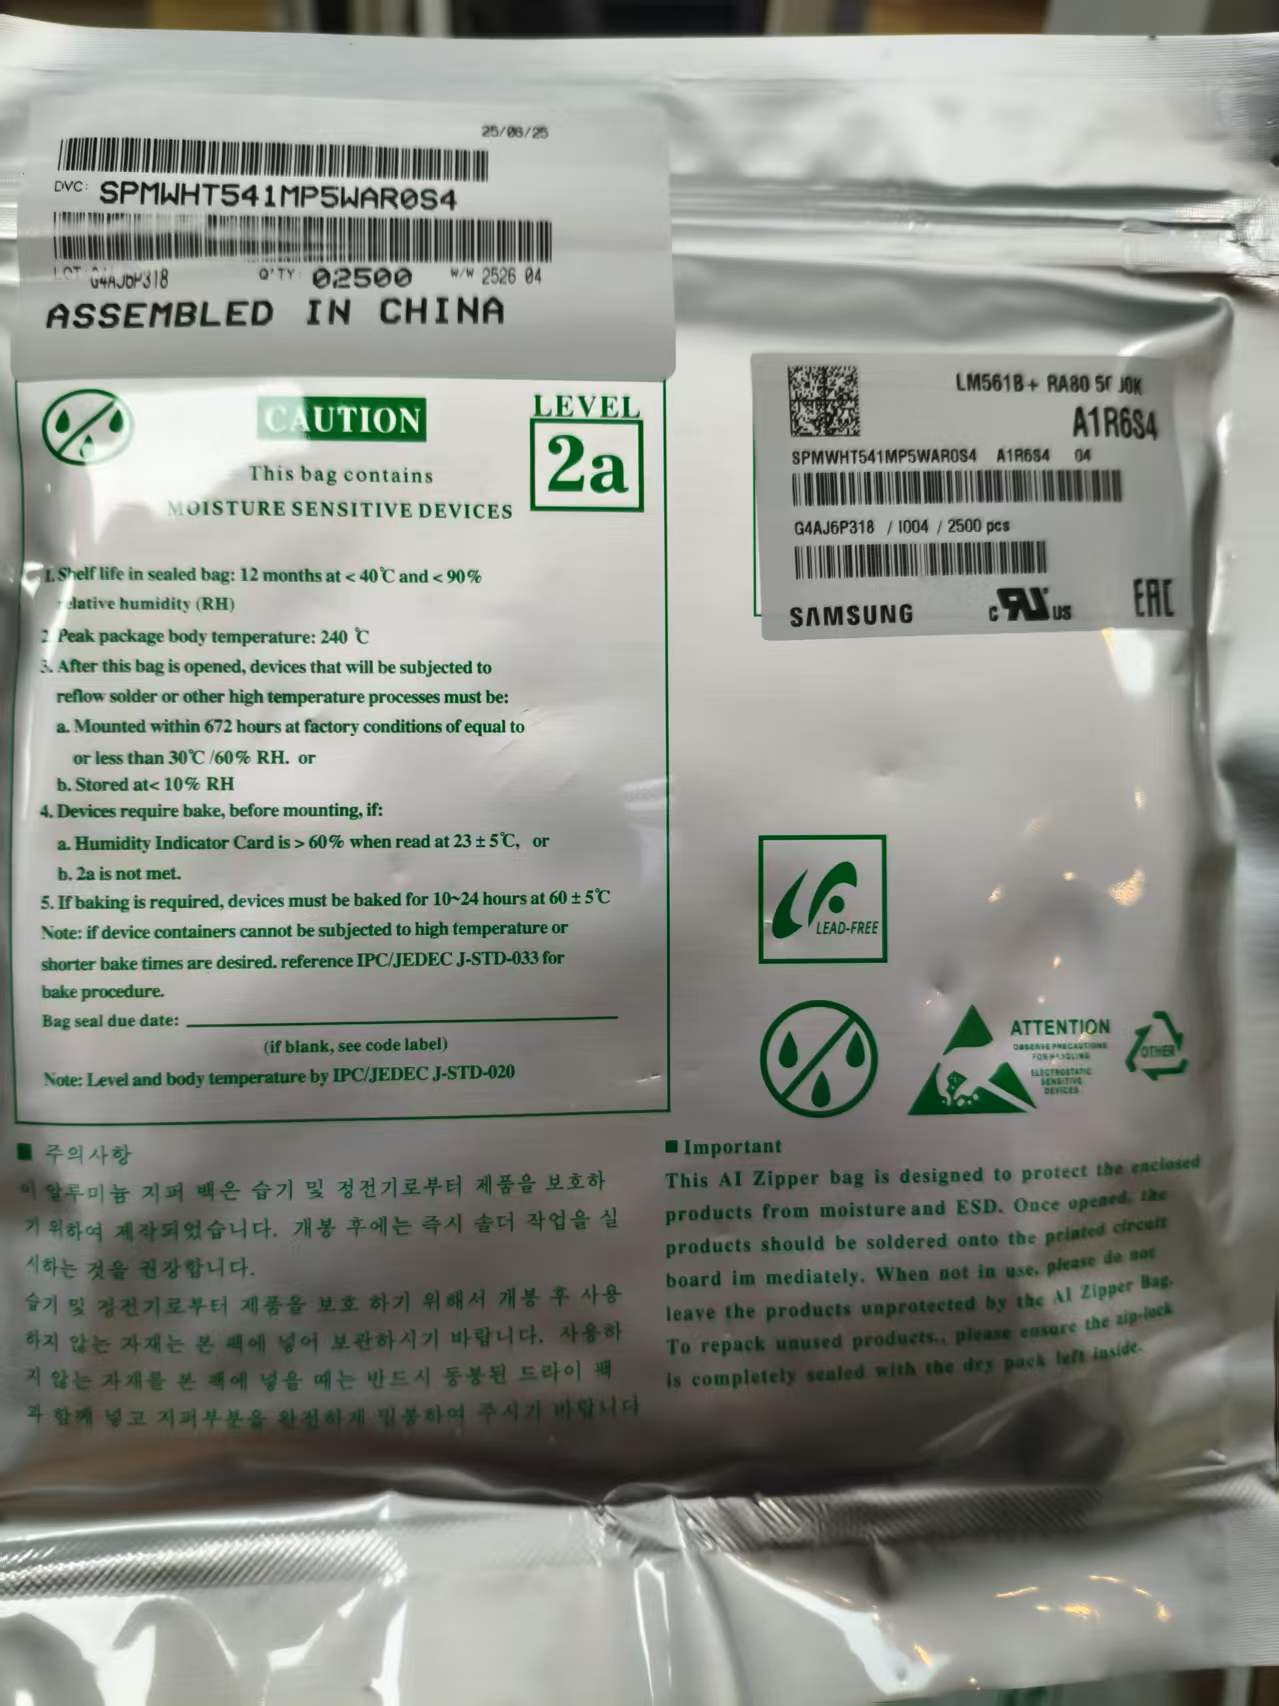 25/06/25
DVC: SPMWHT541MP5WAR0S4
LOT: G4AJ6P318 Q'TY: 02500 W/W 2526 04
ASSEMBLED IN CHINA
CAUTION
LEVEL
2a
This bag contains
MOISTURE SENSITIVE DEVICES
1. Shelf life in sealed bag: 12 months at < 40℃ and < 90%
relative humidity (RH)
2. Peak package body temperature: 240 ℃
3. After this bag is opened, devices that will be subjected to
reflow solder or other high temperature processes must be:
a. Mounted within 672 hours at factory conditions of equal to
or less than 30℃ /60% RH. or
b. Stored at< 10% RH
4. Devices require bake, before mounting, if:
a. Humidity Indicator Card is > 60% when read at 23 ± 5℃, or
b. 2a is not met.
5. If baking is required, devices must be baked for 10~24 hours at 60 ± 5℃
Note: if device containers cannot be subjected to high temperature or
shorter bake times are desired. reference IPC/JEDEC J-STD-033 for
bake procedure.
Bag seal due date:
(if blank, see code label)
Note: Level and body temperature by IPC/JEDEC J-STD-020
LM561B+ RA80
A1R6S4
SPMWHT541MP5WAR0S4 A1R6S4 04
G4AJ6P318 / I004 / 2500 pcs
SAMSUNG c RU US EAC
LEAD-FREE
ATTENTION
OBSERVE PRECAUTIONS
FOR HANDLING
ELECTROSTATIC
SENSITIVE
DEVICES
OTHER
■ 주의사항
이 알루미늄 지퍼 백은 습기 및 정전기로부터 제품을 보호하
기 위하여 제작되었습니다. 개봉 후에는 즉시 솔더 작업을 실
시하는 것을 권장합니다.
습기 및 정전기로부터 제품을 보호 하기 위해서 개봉 후 사용
하지 않는 자재는 본 팩에 넣어 보관하시기 바랍니다. 사용하
지 않는 자재를 본 팩에 넣을 때는 반드시 동봉된 드라이 팩
과 함께 넣고 지퍼부분을 완전하게 밀봉하여 주시기 바랍니다
■ Important
This AI Zipper bag is designed to protect the enclosed
products from moisture and ESD. Once opened, the
products should be soldered onto the printed circuit
board im mediately. When not in use, please do not
leave the products unprotected by the AI Zipper Bag.
To repack unused products., please ensure the zip-lock
is completely sealed with the dry pack left inside.